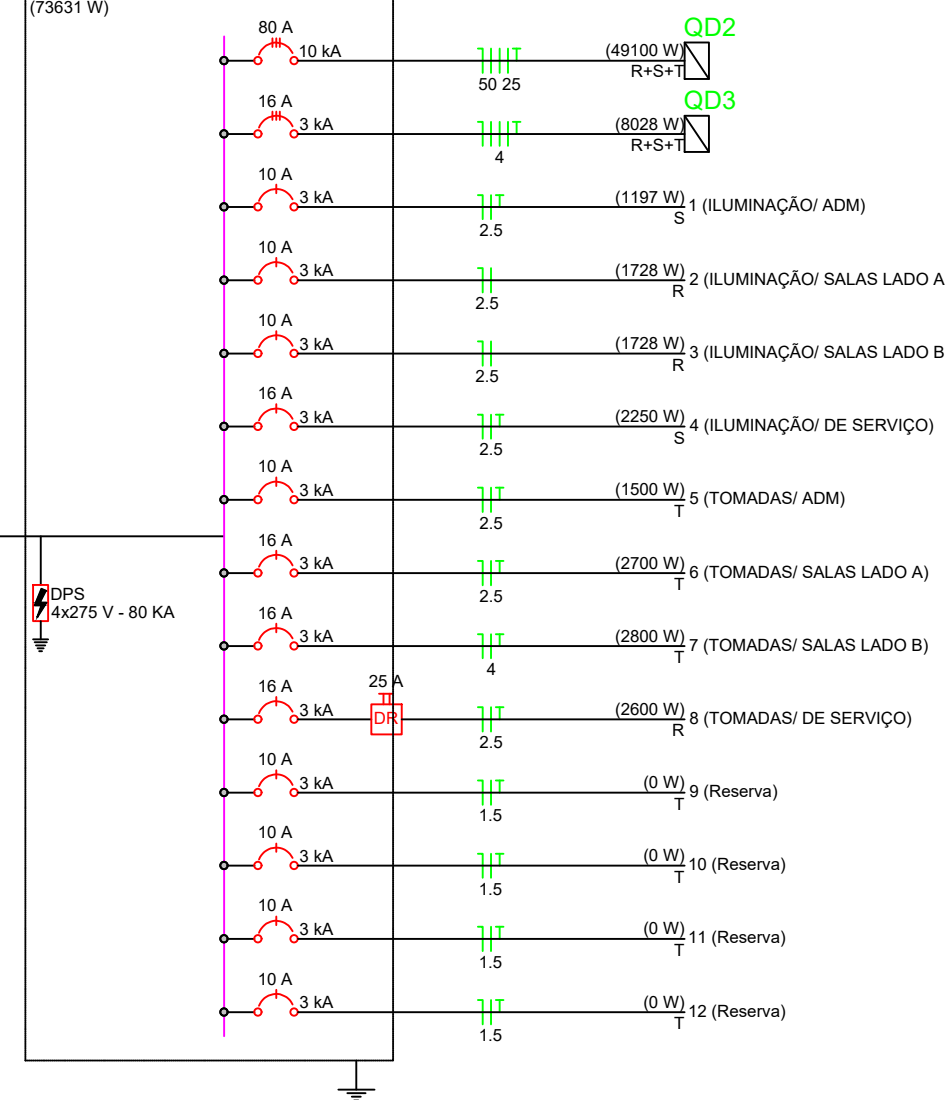 (73631 W)
80 A
10 kA
50 25
(49100 W)
R+S+T
QD2
16 A
3 kA
4
(8028 W)
R+S+T
QD3
10 A
3 kA
2.5
(1197 W)
S
1 (ILUMINAÇÃO/ ADM)
10 A
3 kA
2.5
(1728 W)
R
2 (ILUMINAÇÃO/ SALAS LADO A
10 A
3 kA
2.5
(1728 W)
R
3 (ILUMINAÇÃO/ SALAS LADO B
16 A
3 kA
2.5
(2250 W)
S
4 (ILUMINAÇÃO/ DE SERVIÇO)
10 A
3 kA
2.5
(1500 W)
T
5 (TOMADAS/ ADM)
16 A
3 kA
2.5
(2700 W)
T
6 (TOMADAS/ SALAS LADO A)
DPS
4x275 V - 80 KA
16 A
3 kA
4
(2800 W)
T
7 (TOMADAS/ SALAS LADO B)
16 A
3 kA
25 A
DR
2.5
(2600 W)
R
8 (TOMADAS/ DE SERVIÇO)
10 A
3 kA
1.5
(0 W)
T
9 (Reserva)
10 A
3 kA
1.5
(0 W)
T
10 (Reserva)
10 A
3 kA
1.5
(0 W)
T
11 (Reserva)
10 A
3 kA
1.5
(0 W)
T
12 (Reserva)